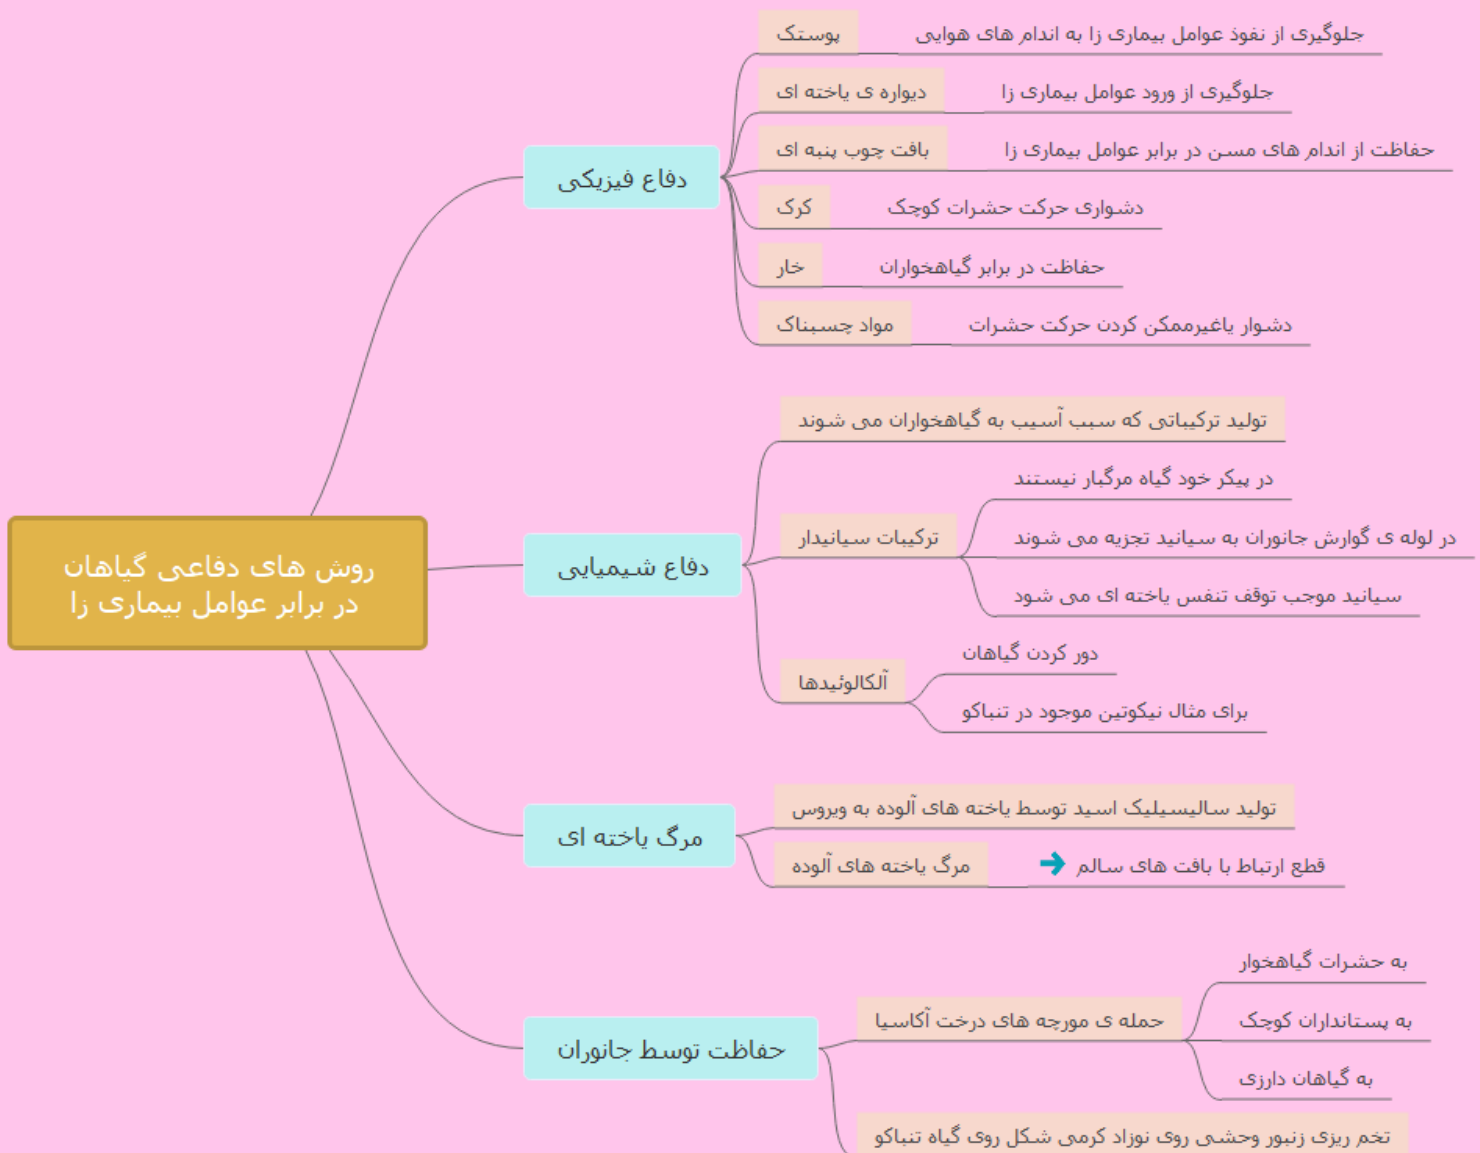 روش های دفاعی گیاهان
در برابر عوامل بیماری زا
دفاع فیزیکی
پوستک
جلوگیری از نفوذ عوامل بیماری زا به اندام های هوایی
دیواره ی یاخته ای
جلوگیری از ورود عوامل بیماری زا
بافت چوب پنبه ای
حفاظت از اندام های مسن در برابر عوامل بیماری زا
کرک
دشواری حرکت حشرات کوچک
خار
حفاظت در برابر گیاهخواران
مواد چسبناک
دشوار یاغیرممکن کردن حرکت حشرات
دفاع شیمیایی
تولید ترکیباتی که سبب آسیب به گیاهخواران می شوند
ترکیبات سیانیددار
در پیکر خود گیاه مرگبار نیستند
در لوله ی گوارش جانوران به سیانید تجزیه می شوند
سیانید موجب توقف تنفس یاخته ای می شود
آلکالوئیدها
دور کردن گیاهان
برای مثال نیکوتین موجود در تنباکو
مرگ یاخته ای
تولید سالیسیلیک اسید توسط یاخته های آلوده به ویروس
مرگ یاخته های آلوده
قطع ارتباط با بافت های سالم
حفاظت توسط جانوران
حمله ی مورچه های درخت آکاسیا
به حشرات گیاهخوار
به پستانداران کوچک
به گیاهان دارزی
تخم ریزی زنبور وحشی روی نوزاد کرمی شکل روی گیاه تنباکو